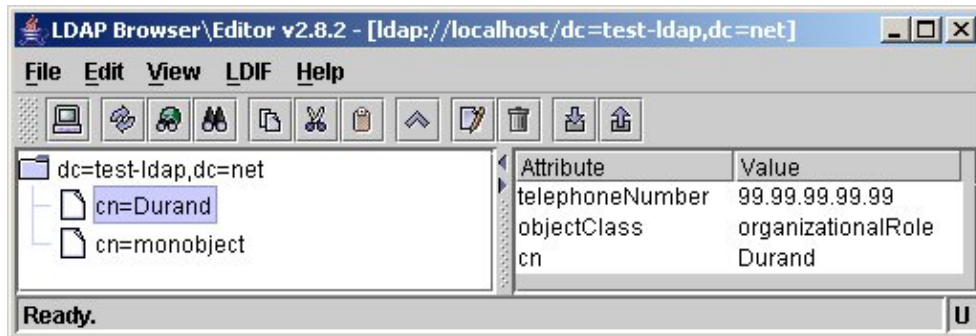 LDAP Browser\Editor v2.8.2 - [ldap://localhost/dc=test-ldap,dc=net]
File Edit View LDIF Help
dc=test-ldap,dc=net
cn=Durand
cn=monobject
Attribute Value
telephoneNumber 99.99.99.99.99
objectClass organizationalRole
cn Durand
Ready. U